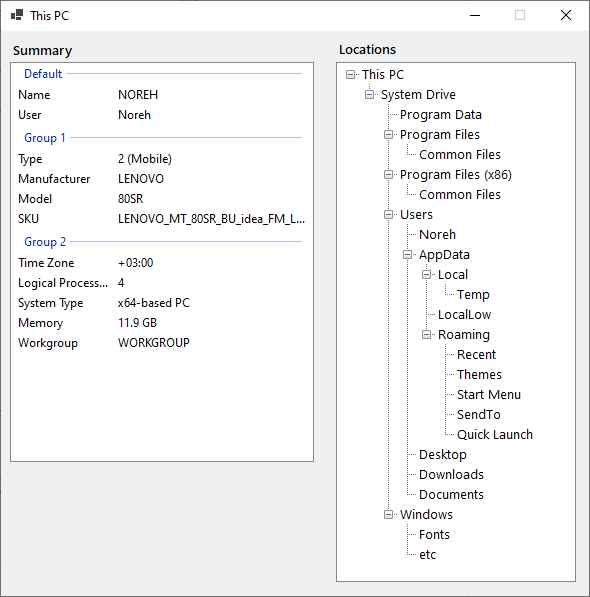 This PC
Summary
Default
Name NOREH
User Noreh
Group 1
Type 2 (Mobile)
Manufacturer LENOVO
Model 80SR
SKU LENOVO_MT_80SR_BU_idea_FM_L...
Group 2
Time Zone +03:00
Logical Process... 4
System Type x64-based PC
Memory 11.9 GB
Workgroup WORKGROUP
Locations
This PC
System Drive
Program Data
Program Files
Common Files
Program Files (x86)
Common Files
Users
Noreh
AppData
Local
Temp
LocalLow
Roaming
Recent
Themes
Start Menu
SendTo
Quick Launch
Desktop
Downloads
Documents
Windows
Fonts
etc